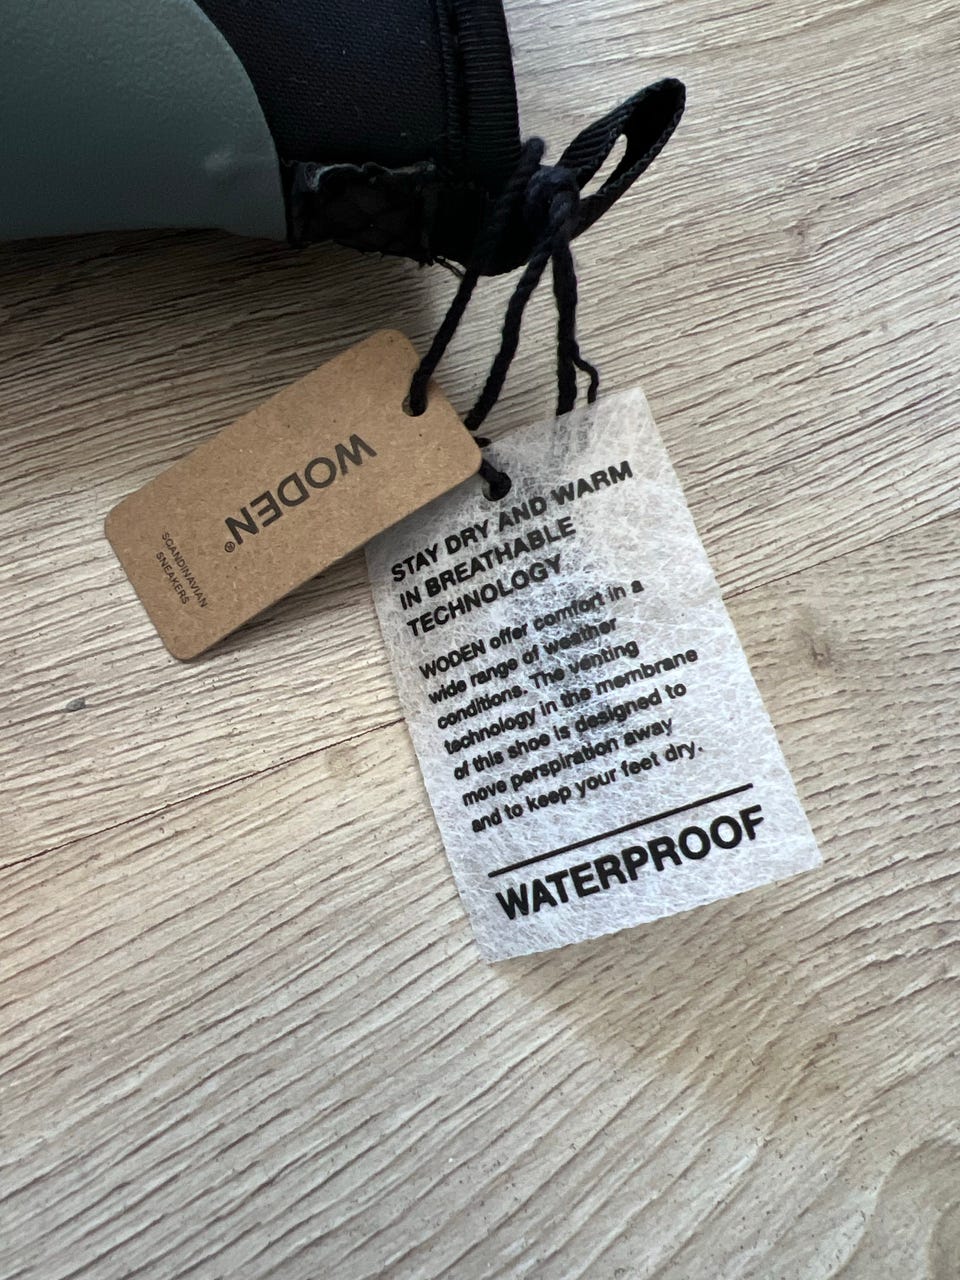 WODEN®
SCANDINAVIAN
SNEAKERS
STAY DRY AND WARM
IN BREATHABLE
TECHNOLOGY
WODEN offer comfort in a
wide range of weather
conditions. The venting
technology in the membrane
of this shoe is designed to
move perspiration away
and to keep your feet dry.
WATERPROOF